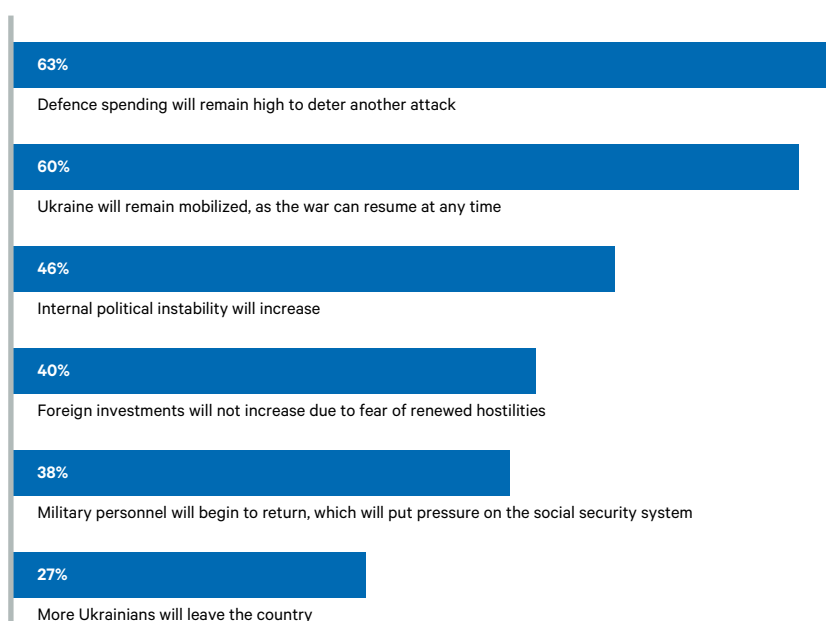 63%
Defence spending will remain high to deter another attack
60%
Ukraine will remain mobilized, as the war can resume at any time
46%
Internal political instability will increase
40%
Foreign investments will not increase due to fear of renewed hostilities
38%
Military personnel will begin to return, which will put pressure on the social security system
27%
More Ukrainians will leave the country